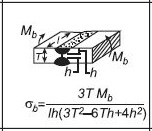 M_b
l
T
h
h
M_b
σ_b = 3T M_b / lh(3T²−6Th+4h²)